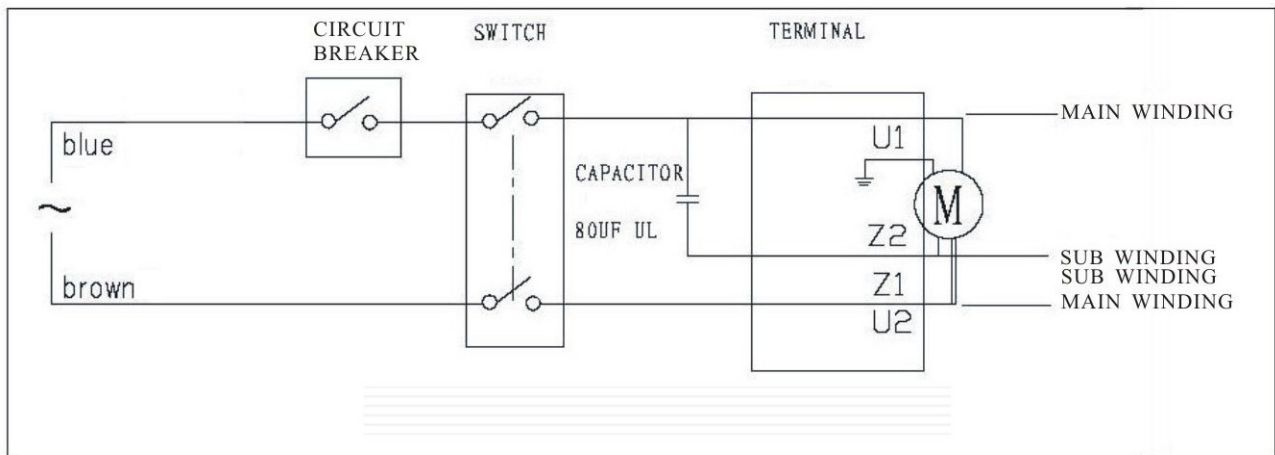 CIRCUIT
BREAKER
SWITCH
TERMINAL
MAIN WINDING
blue
U1
CAPACITOR
M
80UF UL
Z2
SUB WINDING
SUB WINDING
brown
Z1
MAIN WINDING
U2